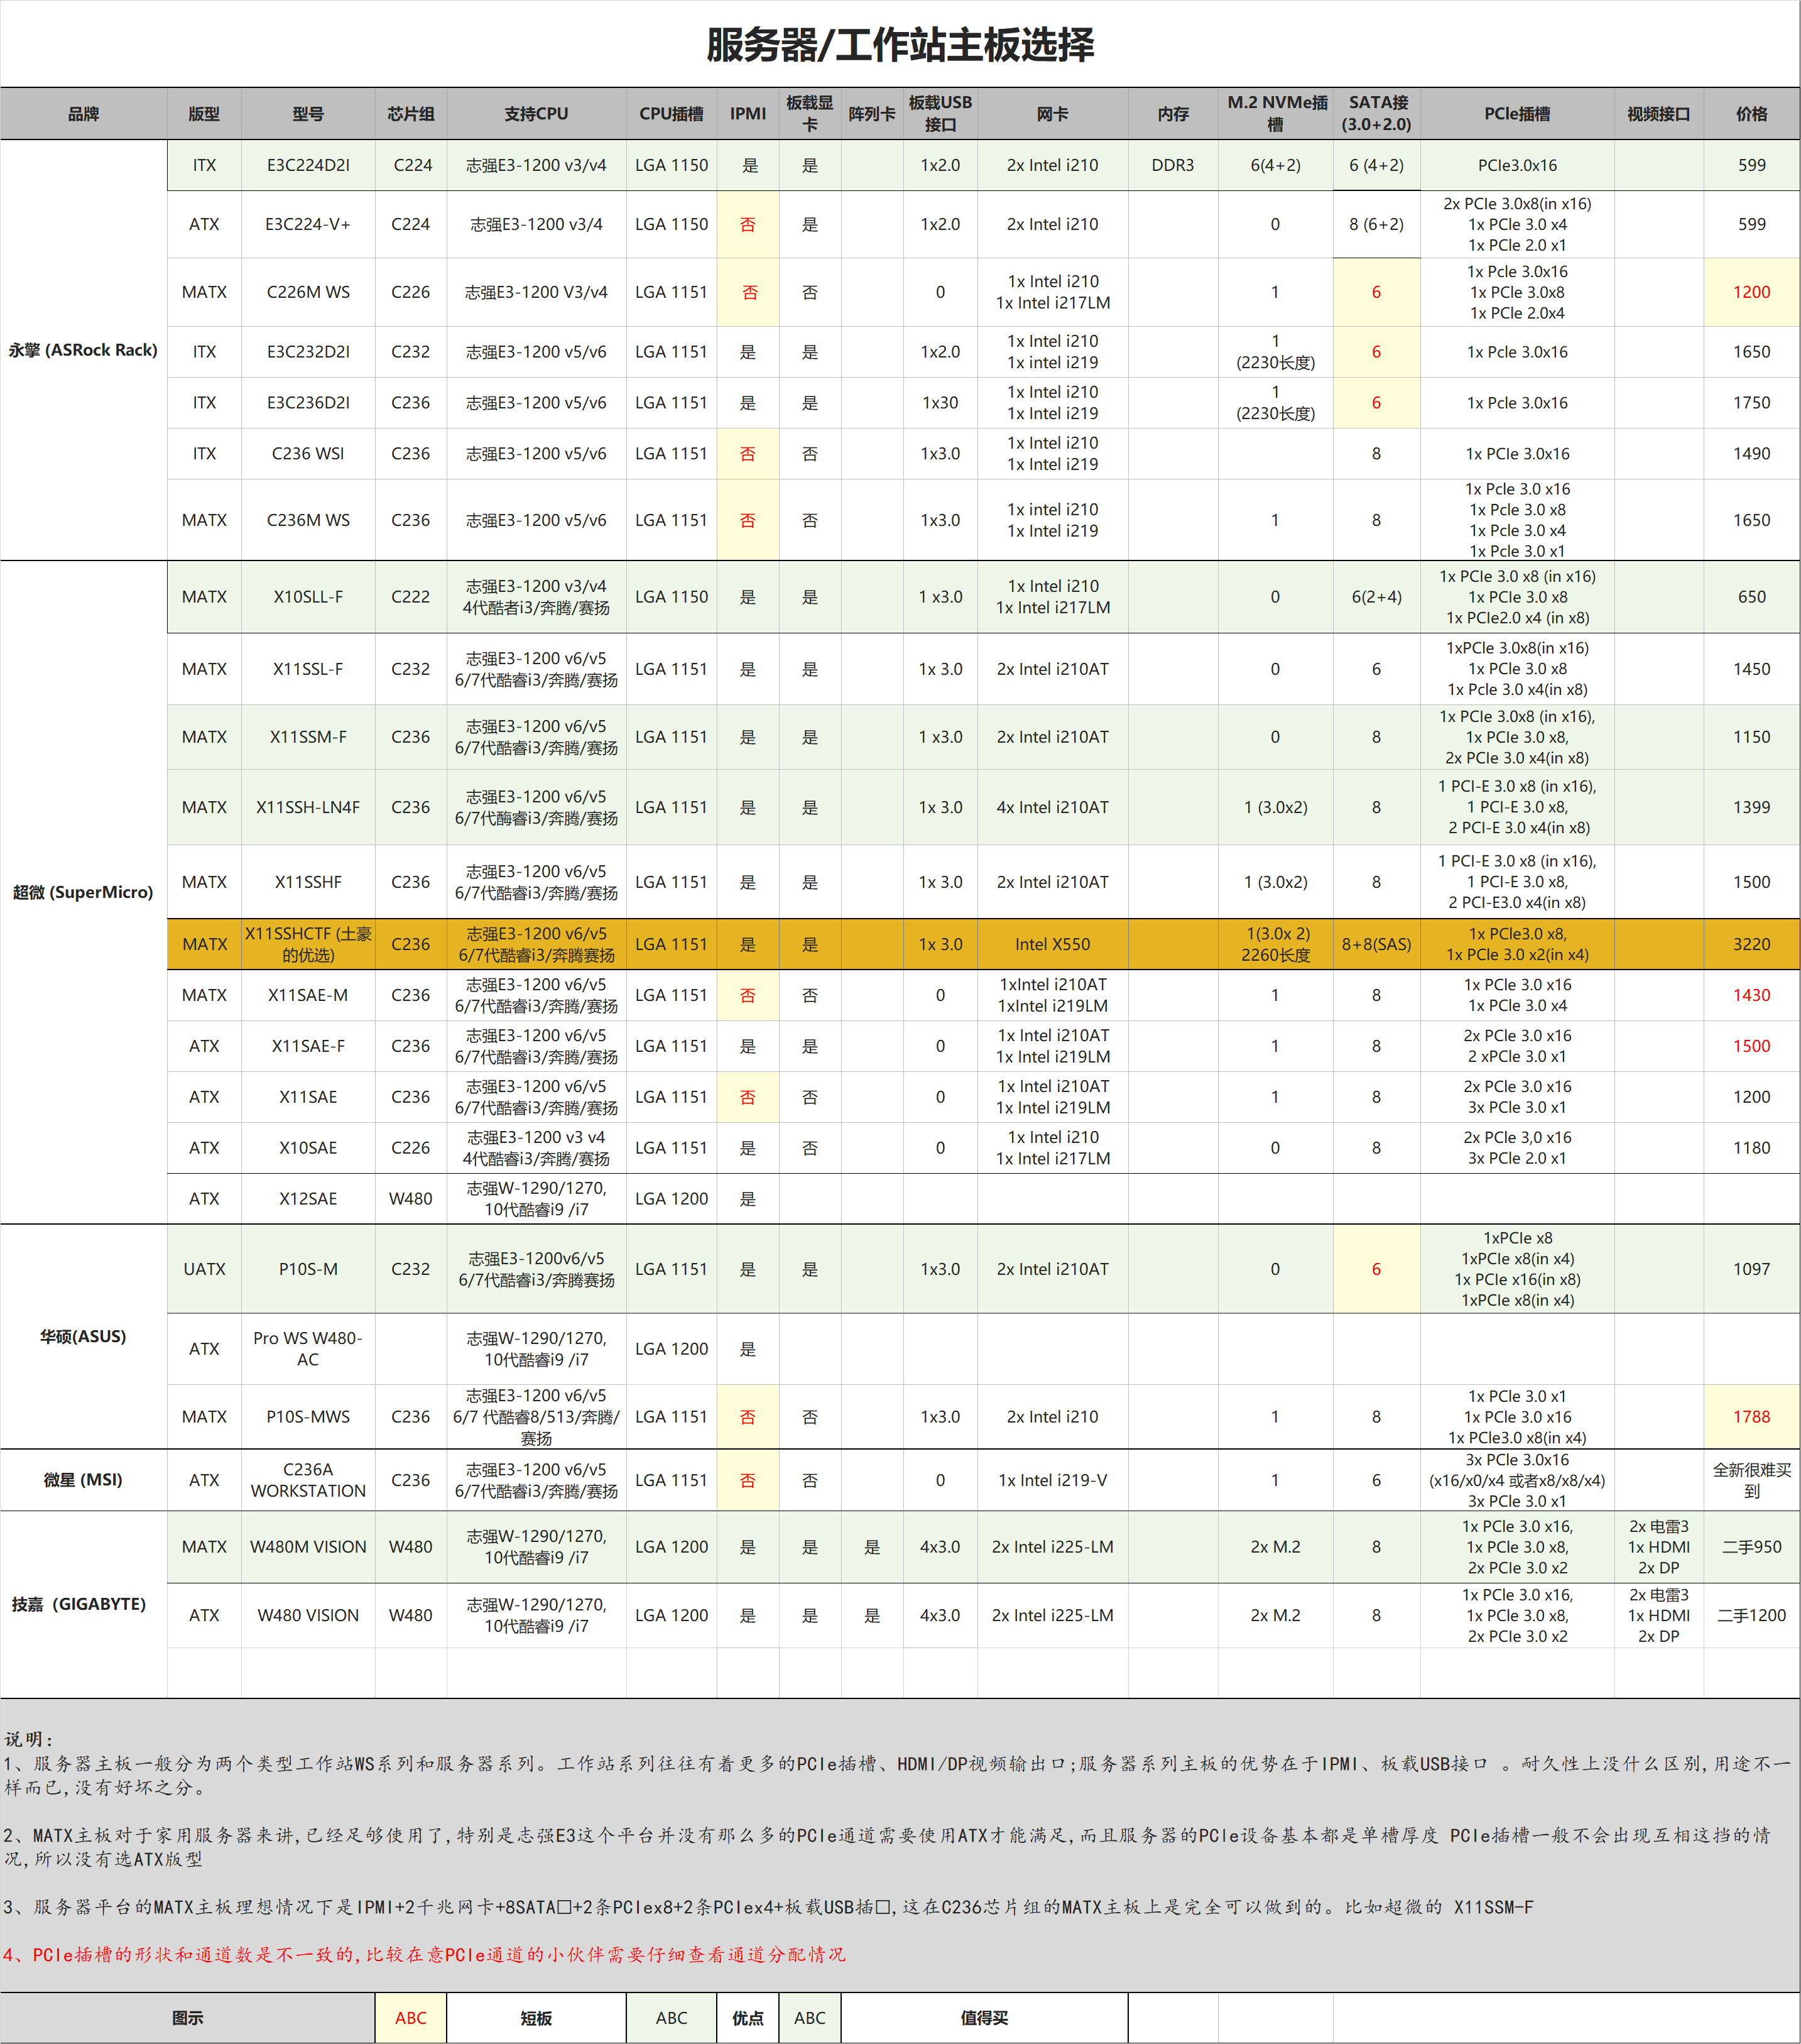 服务器/工作站主板选择
品牌 版型 型号 芯片组 支持CPU CPU插槽 IPMI 板载显卡 阵列卡 板载USB接口 网卡 内存 M.2 NVMe插槽 SATA接(3.0+2.0) PCIe插槽 视频接口 价格
永擎 (ASRock Rack)
ITX E3C224D2I C224 志强E3-1200 v3/v4 LGA 1150 是 是 1x2.0 2x Intel i210 DDR3 6(4+2) 6 (4+2) PCIe3.0x16 599
ATX E3C224-V+ C224 志强E3-1200 v3/4 LGA 1150 否 是 1x2.0 2x Intel i210 0 8 (6+2) 2x PCIe 3.0x8(in x16) 1x PCIe 3.0 x4 1x PCIe 2.0 x1 599
MATX C226M WS C226 志强E3-1200 V3/v4 LGA 1151 否 否 0 1x Intel i210 1x Intel i217LM 1 6 1x Pcle 3.0x16 1x PCle 3.0x8 1x PCle 2.0x4 1200
ITX E3C232D2I C232 志强E3-1200 v5/v6 LGA 1151 是 是 1x2.0 1x Intel i210 1x intel i219 1 (2230长度) 6 1x Pcle 3.0x16 1650
ITX E3C236D2I C236 志强E3-1200 v5/v6 LGA 1151 是 是 1x30 1x Intel i210 1x Intel i219 1 (2230长度) 6 1x Pcle 3.0x16 1750
ITX C236 WSI C236 志强E3-1200 v5/v6 LGA 1151 否 否 1x3.0 1x Intel i210 1x Intel i219 8 1x PCle 3.0x16 1490
MATX C236M WS C236 志强E3-1200 v5/v6 LGA 1151 否 否 1x3.0 1x intel i210 1x Intel i219 1 8 1x Pcle 3.0 x16 1x Pcle 3.0 x8 1x Pcle 3.0 x4 1x Pcle 3.0 x1 1650
超微 (SuperMicro)
MATX X10SLL-F C222 志强E3-1200 v3/v4 4代酷者i3/奔腾/赛扬 LGA 1150 是 是 1 x3.0 1x Intel i210 1x Intel i217LM 0 6(2+4) 1x PCIe 3.0 x8 (in x16) 1x PCIe 3.0 x8 1x PCIe2.0 x4 (in x8) 650
MATX X11SSL-F C232 志强E3-1200 v6/v5 6/7代酷睿i3/奔腾/赛扬 LGA 1151 是 是 1x 3.0 2x Intel i210AT 0 6 1xPCle 3.0x8(in x16) 1x PCle 3.0 x8 1x Pcle 3.0 x4(in x8) 1450
MATX X11SSM-F C236 志强E3-1200 v6/v5 6/7代酷睿i3/奔腾/赛扬 LGA 1151 是 是 1 x3.0 2x Intel i210AT 0 8 1x PCIe 3.0x8 (in x16), 1x PCIe 3.0 x8, 2x PCIe 3.0 x4(in x8) 1150
MATX X11SSH-LN4F C236 志强E3-1200 v6/v5 6/7代酶睿i3/奔腾/赛扬 LGA 1151 是 是 1x 3.0 4x Intel i210AT 1 (3.0x2) 8 1 PCI-E 3.0 x8 (in x16), 1 PCI-E 3.0 x8, 2 PCI-E 3.0 x4(in x8) 1399
MATX X11SSHF C236 志强E3-1200 v6/v5 6/7代酷睿i3/奔腾/赛扬 LGA 1151 是 是 1x 3.0 2x Intel i210AT 1 (3.0x2) 8 1 PCI-E 3.0 x8 (in x16), 1 PCI-E 3.0 x8, 2 PCI-E3.0 x4(in x8) 1500
MATX X11SSHCTF (土豪的优选) C236 志强E3-1200 v6/v5 6/7代酷睿i3/奔腾赛扬 LGA 1151 是 是 1x 3.0 Intel X550 1(3.0x 2) 2260长度 8+8(SAS) 1x PCle3.0 x8, 1x PCle 3.0 x2(in x4) 3220
MATX X11SAE-M C236 志强E3-1200 v6/v5 6/7代酷睿i3/奔腾/赛扬 LGA 1151 否 否 0 1xIntel i210AT 1xIntel i219LM 1 8 1x PCle 3.0 x16 1x PCle 3.0 x4 1430
ATX X11SAE-F C236 志强E3-1200 v6/v5 6/7代酷睿i3/奔腾/赛扬 LGA 1151 是 是 0 1x Intel i210AT 1x Intel i219LM 1 8 2x PCle 3.0 x16 2 xPCle 3.0 x1 1500
ATX X11SAE C236 志强E3-1200 v6/v5 6/7代酷睿i3/奔腾/赛扬 LGA 1151 否 否 0 1x Intel i210AT 1x Intel i219LM 1 8 2x PCle 3.0 x16 3x PCle 3.0 x1 1200
ATX X10SAE C226 志强E3-1200 v3 v4 4代酷睿i3/奔腾/赛扬 LGA 1151 是 否 0 1x Intel i210 1x Intel i217LM 0 8 2x PCle 3,0 x16 3x PCle 2.0 x1 1180
ATX X12SAE W480 志强W-1290/1270, 10代酷睿i9 /i7 LGA 1200 是
华硕(ASUS)
UATX P10S-M C232 志强E3-1200v6/v5 6/7代酷睿i3/奔腾赛扬 LGA 1151 是 是 1x3.0 2x Intel i210AT 0 6 1xPCIe x8 1xPCIe x8(in x4) 1x PCIe x16(in x8) 1xPCIe x8(in x4) 1097
ATX Pro WS W480-AC 志强W-1290/1270, 10代酷睿i9 /i7 LGA 1200 是
MATX P10S-MWS C236 志强E3-1200 v6/v5 6/7 代酷睿8/513/奔腾/赛扬 LGA 1151 否 否 1x3.0 2x Intel i210 1 8 1x PCle 3.0 x1 1x PCle 3.0 x16 1x PCle3.0 x8(in x4) 1788
微星 (MSI)
ATX C236A WORKSTATION C236 志强E3-1200 v6/v5 6/7代酷睿i3/奔腾/赛扬 LGA 1151 否 否 0 1x Intel i219-V 1 6 3x PCle 3.0x16 (x16/x0/x4 或者x8/x8/x4) 3x PCle 3.0 x1 全新很难买到
技嘉（GIGABYTE)
MATX W480M VISION W480 志强W-1290/1270, 10代酷睿i9 /i7 LGA 1200 是 是 是 4x3.0 2x Intel i225-LM 2x M.2 8 1x PCIe 3.0 x16, 1x PCIe 3.0 x8, 2x PCIe 3.0 x2 2x 电雷3 1x HDMI 2x DP 二手950
ATX W480 VISION W480 志强W-1290/1270, 10代酷睿i9 /i7 LGA 1200 是 是 是 4x3.0 2x Intel i225-LM 2x M.2 8 1x PCIe 3.0 x16, 1x PCIe 3.0 x8, 2x PCIe 3.0 x2 2x 电雷3 1x HDMI 2x DP 二手1200
说明:
1、服务器主板一般分为两个类型工作站WS系列和服务器系列。工作站系列往往有着更多的PCIe插槽、HDMI/DP视频输出口;服务器系列主板的优势在于IPMI、板载USB接口 。耐久性上没什么区别,用途不一
样而已,没有好坏之分。
2、MATX主板对于家用服务器来讲,已经足够使用了,特别是志强E3这个平台并没有那么多的PCIe通道需要使用ATX才能满足,而且服务器的PCIe设备基本都是单槽厚度 PCIe插槽一般不会出现互相这挡的情
况,所以没有选ATX版型
3、服务器平台的MATX主板理想情况下是IPMI+2千兆网卡+8SATA口+2条PCIex8+2条PCIex4+板载USB插口,这在C236芯片组的MATX主板上是完全可以做到的。比如超微的 X11SSM-F
4、PCIe插槽的形状和通道数是不一致的,比较在意PCIe通道的小伙伴需要仔细查看通道分配情况
图示 ABC 短板 ABC 优点 ABC 值得买